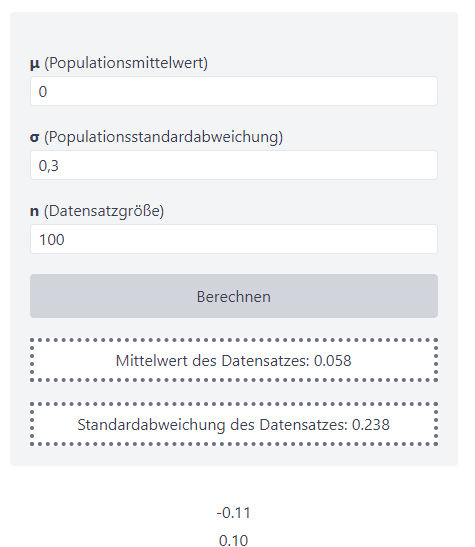 μ (Populationsmittelwert)
0
σ (Populationsstandardabweichung)
0,3
n (Datensatzgröße)
100
Berechnen
Mittelwert des Datensatzes: 0.058
Standardabweichung des Datensatzes: 0.238
-0.11
0.10